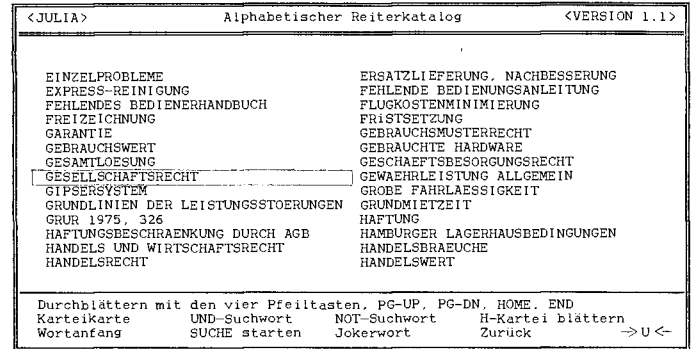 <JULIA> Alphabetischer Reiterkatalog <VERSION 1.1>
EINZELPROBLEME ERSATZLIEFERUNG, NACHBESSERUNG
EXPRESS-REINIGUNG FEHLENDE BEDIENUNGSANLEITUNG
FEHLENDES BEDIENERHANDBUCH FLUGKOSTENMINIMIERUNG
FREIZEICHNUNG FRISTSETZUNG
GARANTIE GEBRAUCHSMUSTERRECHT
GEBRAUCHSWERT GEBRAUCHTE HARDWARE
GESAMTLOESUNG GESCHAEFTSBESORGUNGSRECHT
GESELLSCHAFTSRECHT GEWAEHRLEISTUNG ALLGEMEIN
GIPSERSYSTEM GROBE FAHRLAESSIGKEIT
GRUNDLINIEN DER LEISTUNGSSTOERUNGEN GRUNDMIETZEIT
GRUR 1975, 326 HAFTUNG
HAFTUNGSBESCHRAENKUNG DURCH AGB HAMBURGER LAGERHAUSBEDINGUNGEN
HANDELS UND WIRTSCHAFTSRECHT HANDELSBRAEUCHE
HANDELSRECHT HANDELSWERT
Durchblättern mit den vier Pfeiltasten, PG-UP, PG-DN, HOME, END
Karteikarte UND-Suchwort NOT-Suchwort H-Kartei blättern
Wortanfang SUCHE starten Jokerwort Zurück ->U<-